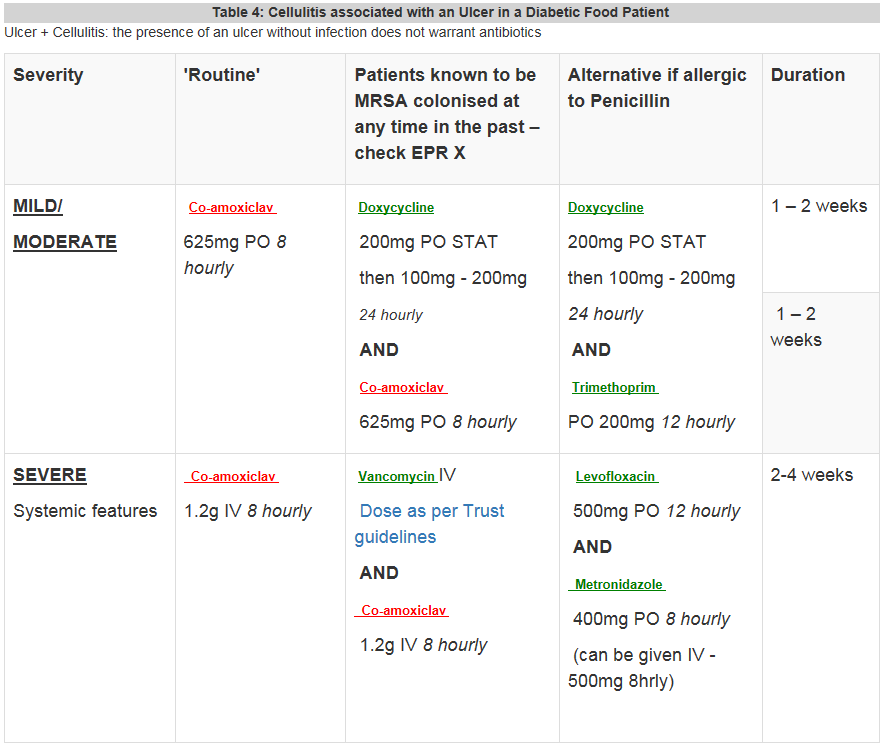 Table 4: Cellulitis associated with an Ulcer in a Diabetic Food Patient
Ulcer + Cellulitis: the presence of an ulcer without infection does not warrant antibiotics
Severity
'Routine'
Patients known to be
MRSA colonised at
any time in the past –
check EPR X
Alternative if allergic
to Penicillin
Duration
MILD/
MODERATE
Co-amoxiclav
625mg PO 8
hourly
Doxycycline
200mg PO STAT
then 100mg - 200mg
24 hourly
AND
Co-amoxiclav
625mg PO 8 hourly
Doxycycline
200mg PO STAT
then 100mg - 200mg
24 hourly
AND
Trimethoprim
PO 200mg 12 hourly
1 – 2 weeks
1 – 2
weeks
SEVERE
Systemic features
Co-amoxiclav
1.2g IV 8 hourly
Vancomycin IV
Dose as per Trust
guidelines
AND
Co-amoxiclav
1.2g IV 8 hourly
Levofloxacin
500mg PO 12 hourly
AND
Metronidazole
400mg PO 8 hourly
(can be given IV -
500mg 8hrly)
2-4 weeks